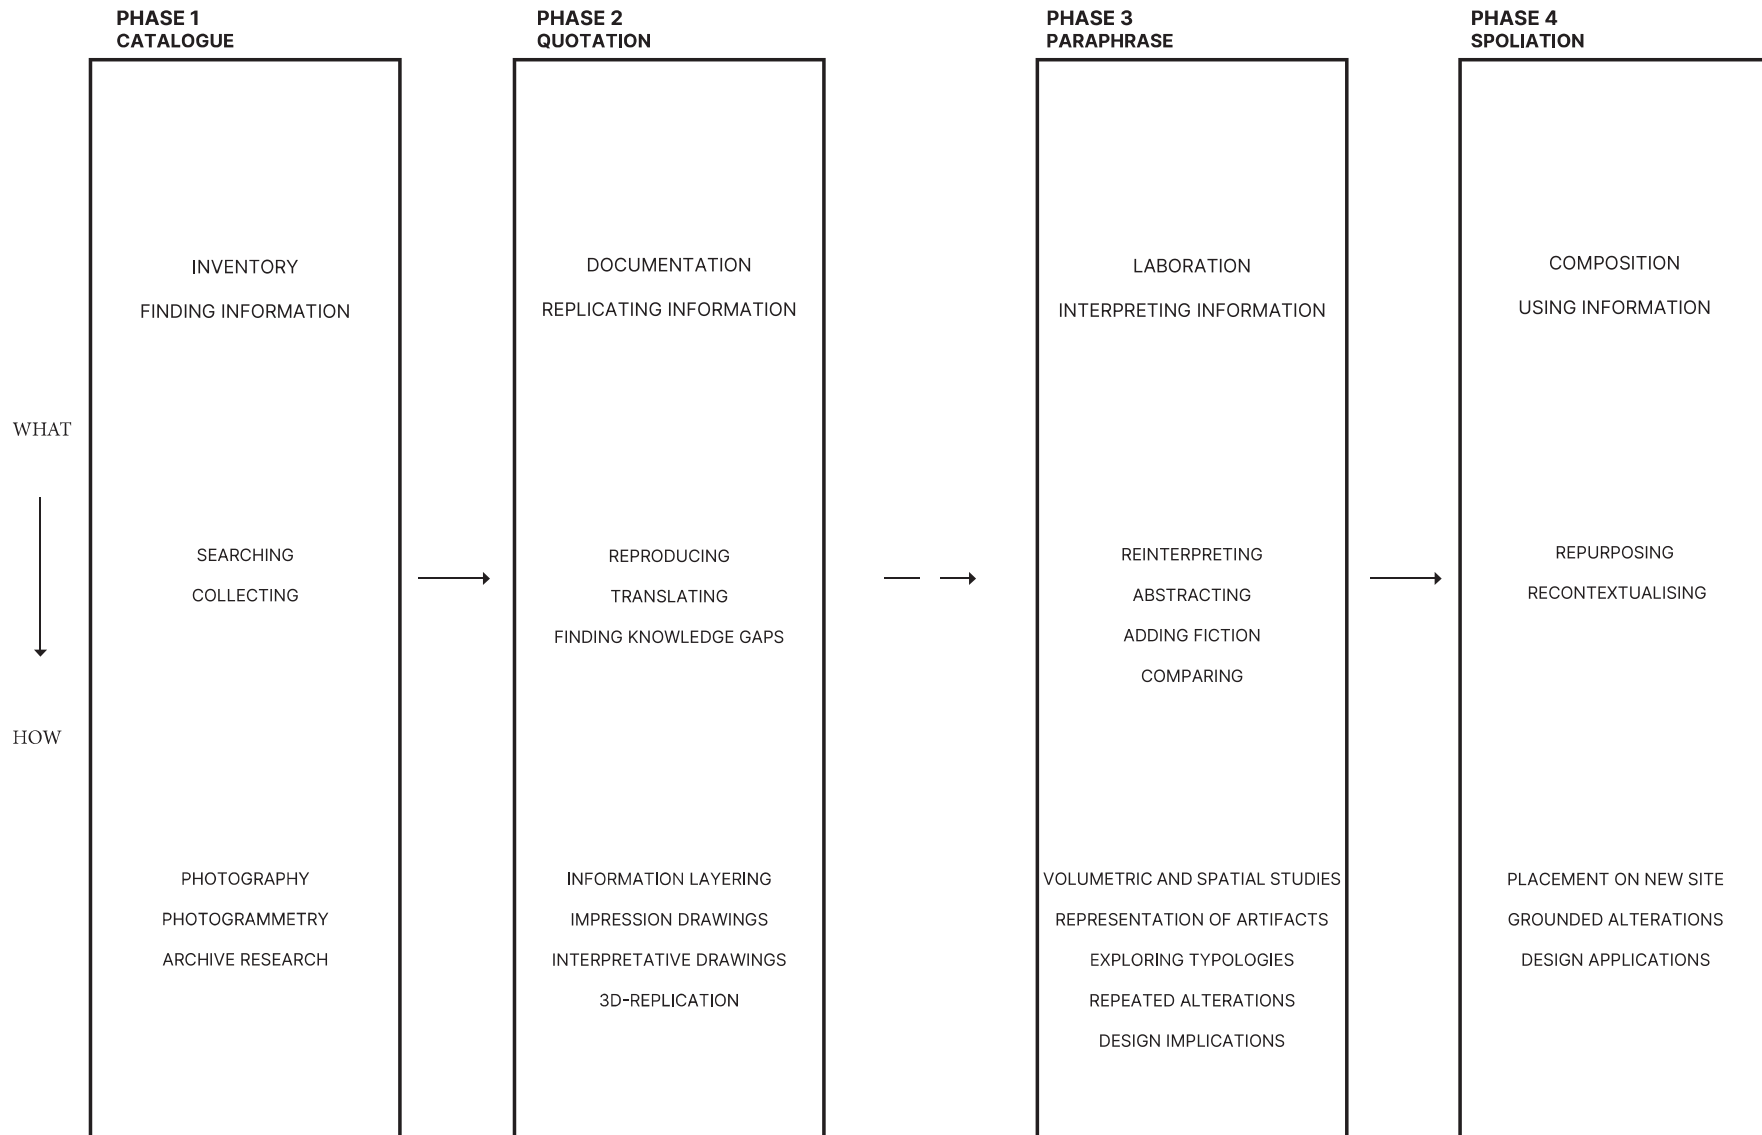 PHASE 1
CATALOGUE
INVENTORY
FINDING INFORMATION
SEARCHING
COLLECTING
PHOTOGRAPHY
PHOTOGRAMMETRY
ARCHIVE RESEARCH
PHASE 2
QUOTATION
DOCUMENTATION
REPLICATING INFORMATION
REPRODUCING
TRANSLATING
FINDING KNOWLEDGE GAPS
INFORMATION LAYERING
IMPRESSION DRAWINGS
INTERPRETATIVE DRAWINGS
3D-REPLICATION
PHASE 3
PARAPHRASE
LABORATION
INTERPRETING INFORMATION
REINTERPRETING
ABSTRACTING
ADDING FICTION
COMPARING
VOLUMETRIC AND SPATIAL STUDIES
REPRESENTATION OF ARTIFACTS
EXPLORING TYPOLOGIES
REPEATED ALTERATIONS
DESIGN IMPLICATIONS
PHASE 4
SPOLIATION
COMPOSITION
USING INFORMATION
REPURPOSING
RECONTEXTUALISING
PLACEMENT ON NEW SITE
GROUNDED ALTERATIONS
DESIGN APPLICATIONS
WHAT
HOW